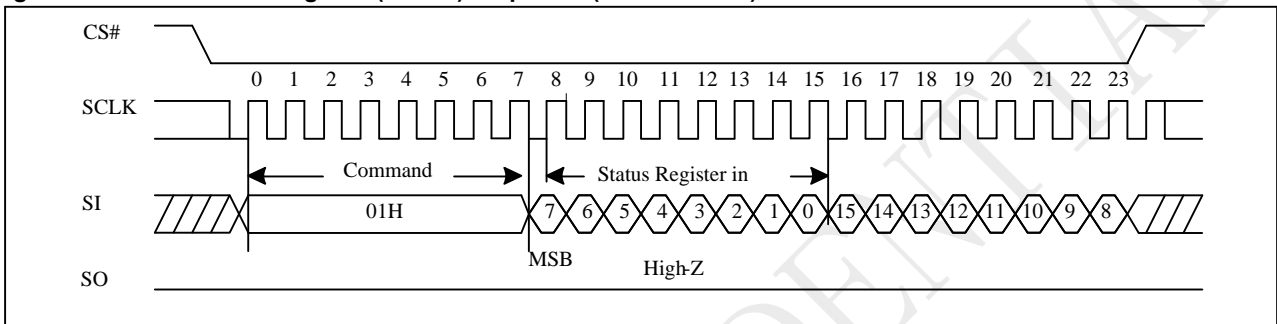 CS#
0 1 2 3 4 5 6 7 8 9 10 11 12 13 14 15 16 17 18 19 20 21 22 23
SCLK
Command Status Register in
SI 01H 7 6 5 4 3 2 1 0 15 14 13 12 11 10 9 8
MSB High-Z
SO